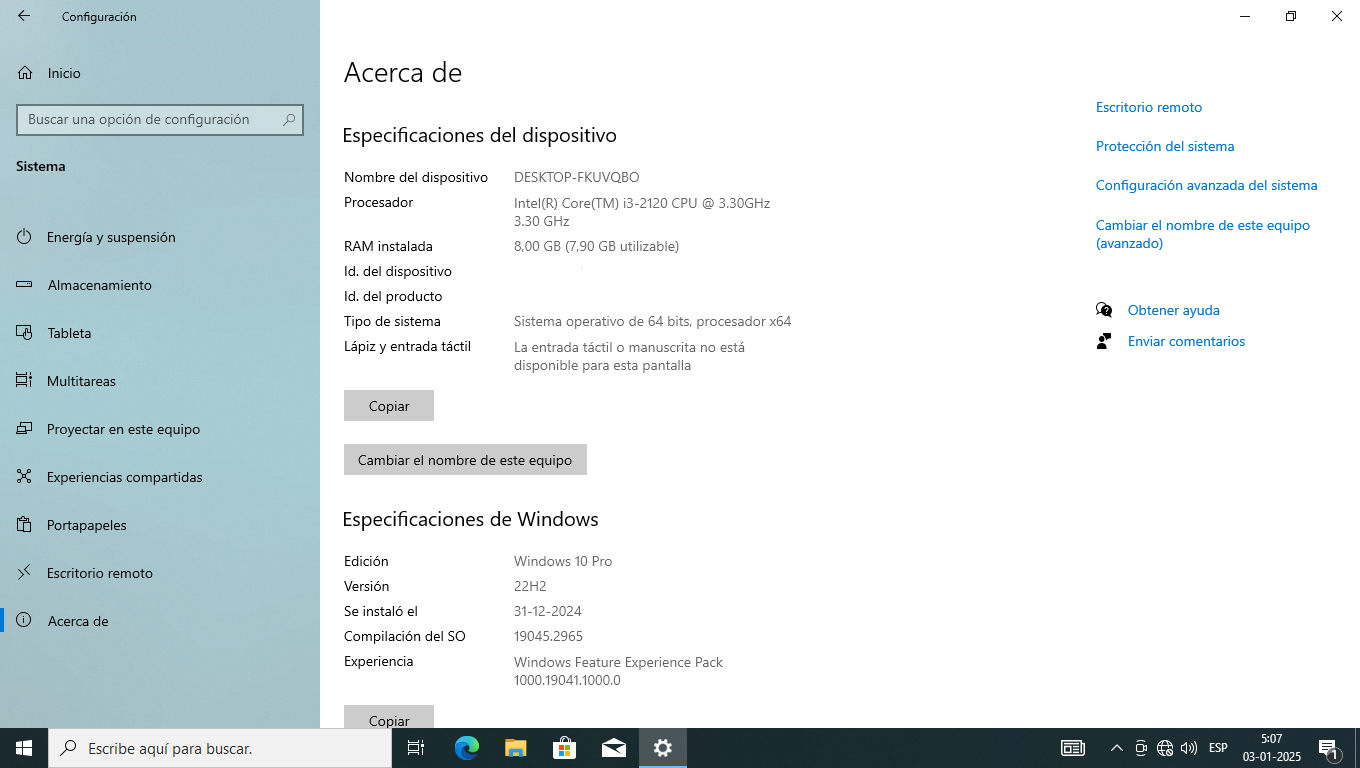 Configuración
Inicio
Buscar una opción de configuración
Sistema
Energía y suspensión
Almacenamiento
Tableta
Multitareas
Proyectar en este equipo
Experiencias compartidas
Portapapeles
Escritorio remoto
Acerca de
Acerca de
Especificaciones del dispositivo
Nombre del dispositivo DESKTOP-FKUVQBO
Procesador Intel(R) Core(TM) i3-2120 CPU @ 3.30GHz
3.30 GHz
RAM instalada 8,00 GB (7,90 GB utilizable)
Id. del dispositivo
Id. del producto
Tipo de sistema Sistema operativo de 64 bits, procesador x64
Lápiz y entrada táctil La entrada táctil o manuscrita no está
disponible para esta pantalla
Copiar
Cambiar el nombre de este equipo
Especificaciones de Windows
Edición Windows 10 Pro
Versión 22H2
Se instaló el 31-12-2024
Compilación del SO 19045.2965
Experiencia Windows Feature Experience Pack
1000.19041.1000.0
Copiar
Escritorio remoto
Protección del sistema
Configuración avanzada del sistema
Cambiar el nombre de este equipo
(avanzado)
Obtener ayuda
Enviar comentarios
Escribe aquí para buscar.
ESP
5:07
03-01-2025
1